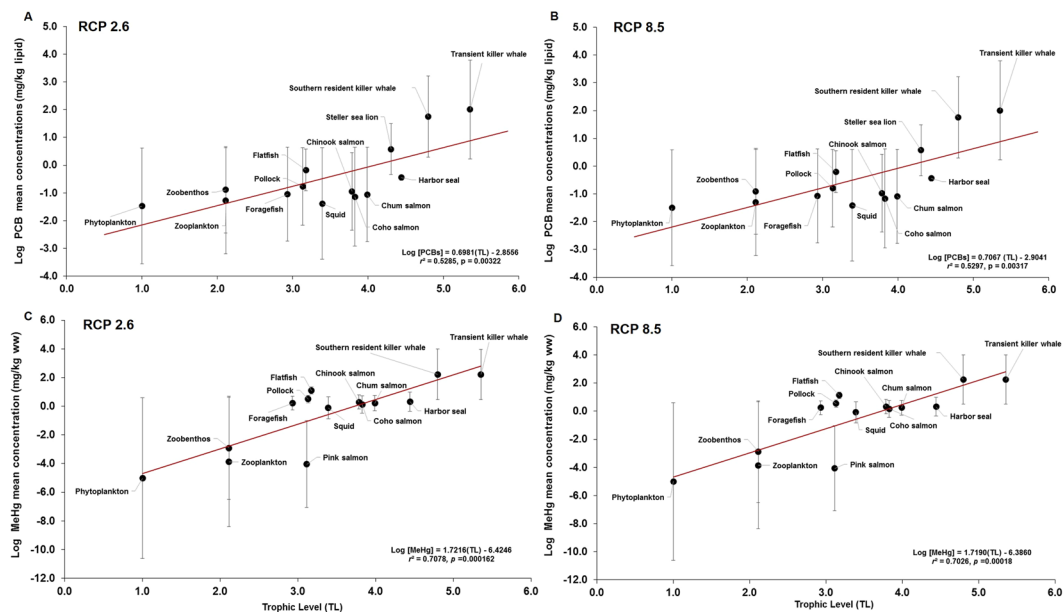 A
RCP 2.6
Log PCB mean concentrations (mg/kg lipid)
5.0
4.0
3.0
2.0
1.0
0.0
-1.0
-2.0
-3.0
-4.0
Transient killer whale
Southern resident killer whale
Steller sea lion
Chinook salmon
Flatfish
Pollock
Harbor seal
Zoobenthos
Phytoplankton
Zooplankton
Foragefish
Squid
Chum salmon
Coho salmon
Log [PCBs] = 0.6981(TL) - 2.8556
r² = 0.5285, p = 0.00322
0.0 1.0 2.0 3.0 4.0 5.0 6.0
B
RCP 8.5
Log PCB mean concentrations (mg/kg lipid)
5.0
4.0
3.0
2.0
1.0
0.0
-1.0
-2.0
-3.0
-4.0
Transient killer whale
Southern resident killer whale
Steller sea lion
Chinook salmon
Flatfish
Pollock
Harbor seal
Zoobenthos
Phytoplankton
Zooplankton
Foragefish
Squid
Chum salmon
Coho salmon
Log [PCBs] = 0.7067 (TL) - 2.9041
r² = 0.5297, p = 0.00317
0.0 1.0 2.0 3.0 4.0 5.0 6.0
C
RCP 2.6
Log MeHg mean concentration (mg/kg ww)
6.0
4.0
2.0
0.0
-2.0
-4.0
-6.0
-8.0
-10.0
-12.0
Southern resident killer whale
Transient killer whale
Flatfish
Chinook salmon
Pollock
Chum salmon
Foragefish
Squid
Coho salmon
Harbor seal
Zoobenthos
Zooplankton
Pink salmon
Phytoplankton
Log [MeHg] = 1.7216(TL) - 6.4246
r² = 0.7078, p =0.000162
0.0 1.0 2.0 3.0 4.0 5.0 6.0
Trophic Level (TL)
D
RCP 8.5
Log MeHg mean concentration (mg/kg ww)
6.0
4.0
2.0
0.0
-2.0
-4.0
-6.0
-8.0
-10.0
-12.0
Southern resident killer whale
Transient killer whale
Chinook salmon
Flatfish
Chum salmon
Pollock
Foragefish
Harbor seal
Squid
Coho salmon
Zoobenthos
Zooplankton
Pink salmon
Phytoplankton
Log [MeHg] = 1.7190(TL) - 6.3860
r² = 0.7026, p = 0.00018
0.0 1.0 2.0 3.0 4.0 5.0 6.0
Trophic Level (TL)